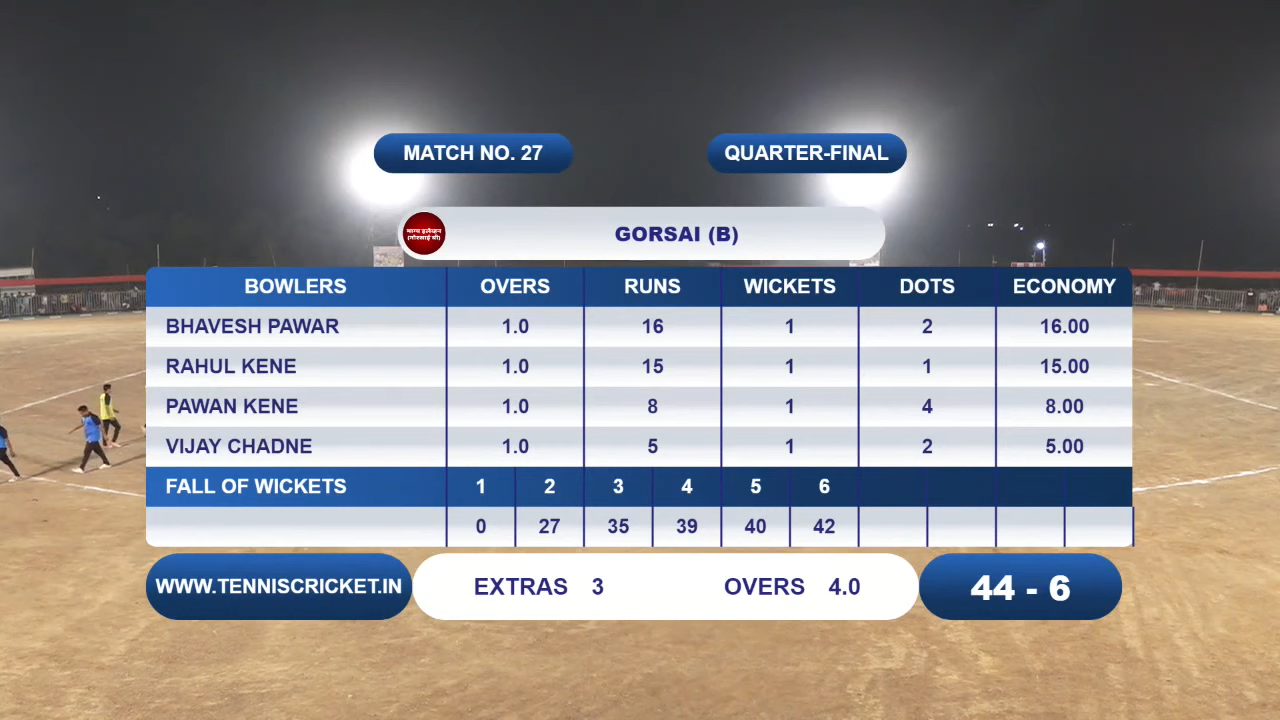 MATCH NO. 27
QUARTER-FINAL
GORSAI (B)
BOWLERS OVERS RUNS WICKETS DOTS ECONOMY
BHAVESH PAWAR 1.0 16 1 2 16.00
RAHUL KENE 1.0 15 1 1 15.00
PAWAN KENE 1.0 8 1 4 8.00
VIJAY CHADNE 1.0 5 1 2 5.00
FALL OF WICKETS 1 2 3 4 5 6
0 27 35 39 40 42
WWW.TENNISCRICKET.IN EXTRAS 3 OVERS 4.0 44 - 6